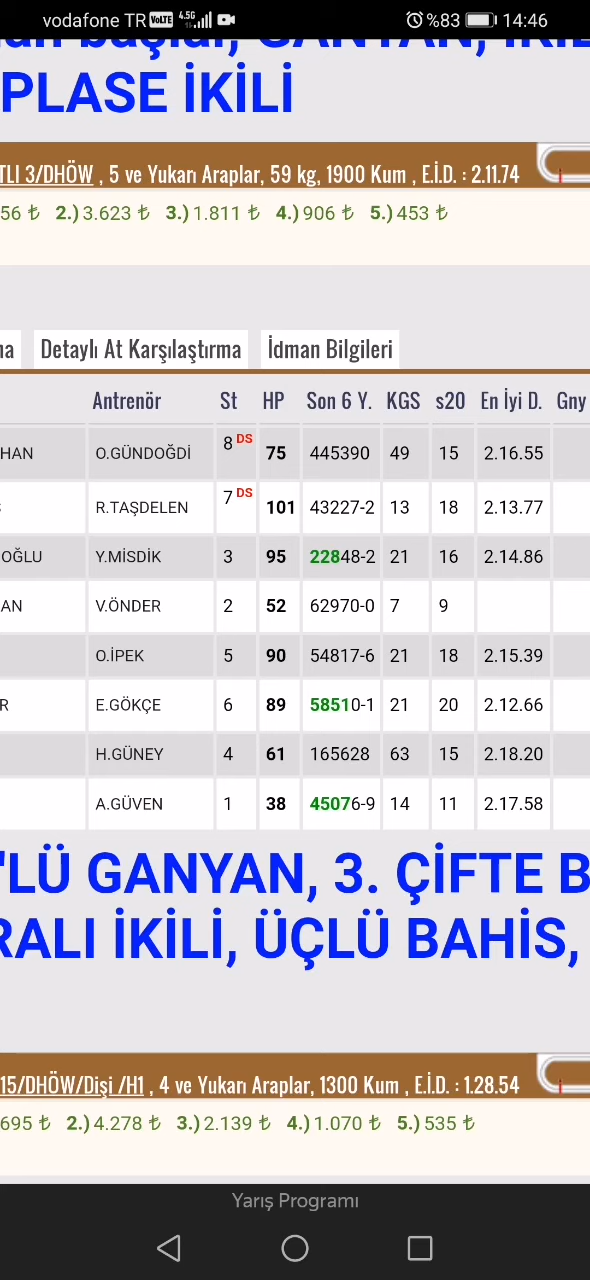 vodafone TR VoLTE 4.5G %83 14:46
PLASE İKİLİ
TLI 3/DHÖW , 5 ve Yukarı Araplar, 59 kg, 1900 Kum , E.İ.D. : 2.11.74
56 ₺ 2.) 3.623 ₺ 3.) 1.811 ₺ 4.) 906 ₺ 5.) 453 ₺
na Detaylı At Karşılaştırma İdman Bilgileri
Antrenör St HP Son 6 Y. KGS s20 En İyi D. Gny
HAN O.GÜNDOĞDİ 8 DS 75 445390 49 15 2.16.55
R.TAŞDELEN 7 DS 101 43227-2 13 18 2.13.77
OĞLU Y.MİSDİK 3 95 22848-2 21 16 2.14.86
AN V.ÖNDER 2 52 62970-0 7 9
O.İPEK 5 90 54817-6 21 18 2.15.39
R E.GÖKÇE 6 89 58510-1 21 20 2.12.66
H.GÜNEY 4 61 165628 63 15 2.18.20
A.GÜVEN 1 38 45076-9 14 11 2.17.58
'LÜ GANYAN, 3. ÇİFTE B
RALI İKİLİ, ÜÇLÜ BAHİS,
15/DHÖW/Dişi /H1 , 4 ve Yukarı Araplar, 1300 Kum , E.İ.D. : 1.28.54
695 ₺ 2.) 4.278 ₺ 3.) 2.139 ₺ 4.) 1.070 ₺ 5.) 535 ₺
Yarış Programı